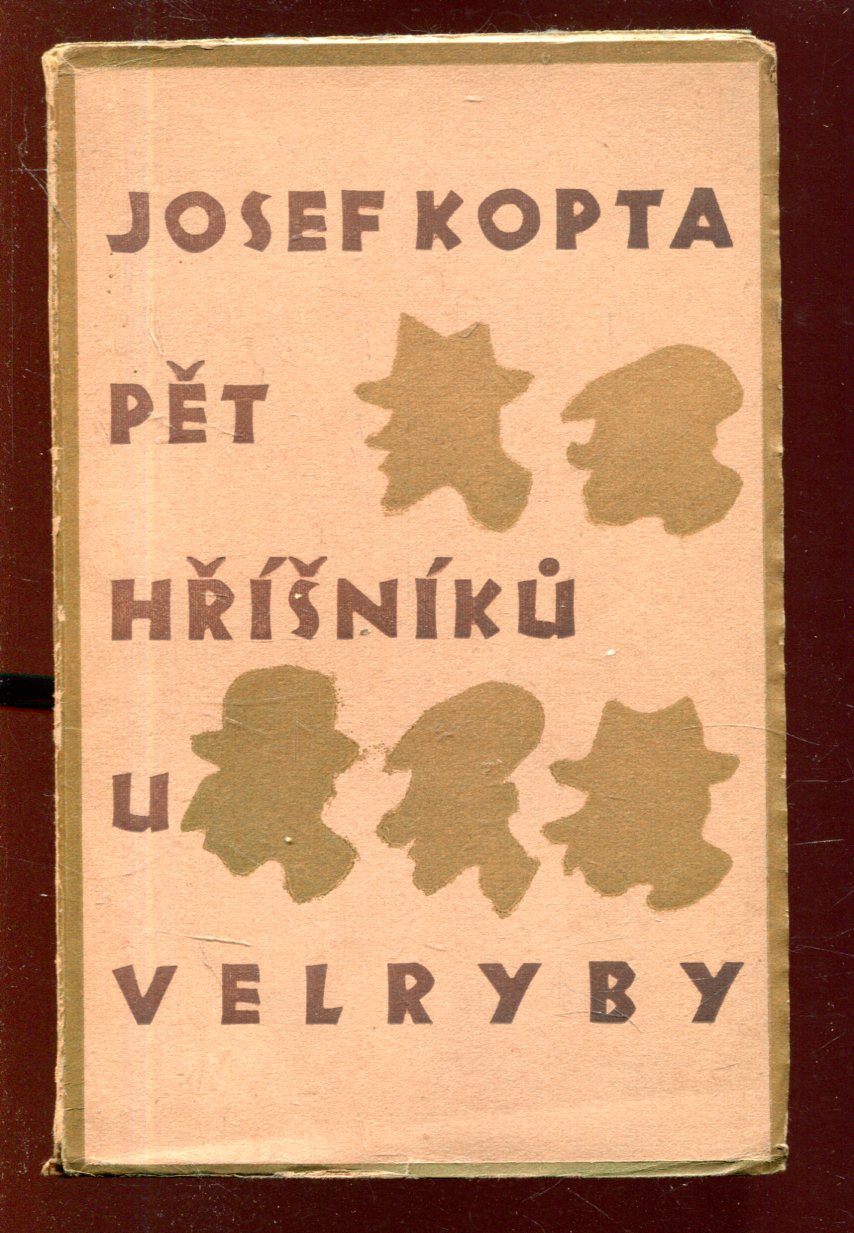 JOSEF KOPTA
PĚT
HŘÍŠNÍKŮ
U
VELRYBY